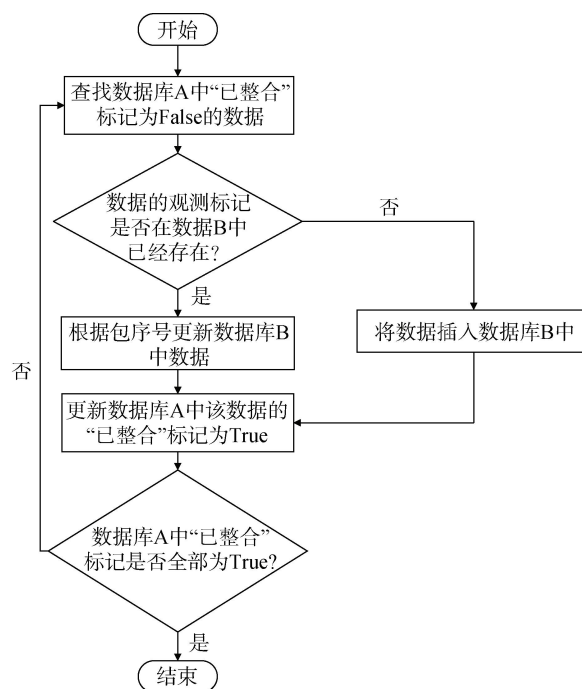 开始
查找数据库A中“已整合”
标记为False的数据
数据的观测标记
是否在数据B中
已经存在?
否
是
根据包序号更新数据库B
中数据
将数据插入数据库B中
否
更新数据库A中该数据的
“已整合”标记为True
数据库A中“已整合”
标记是否全部为True?
是
结束